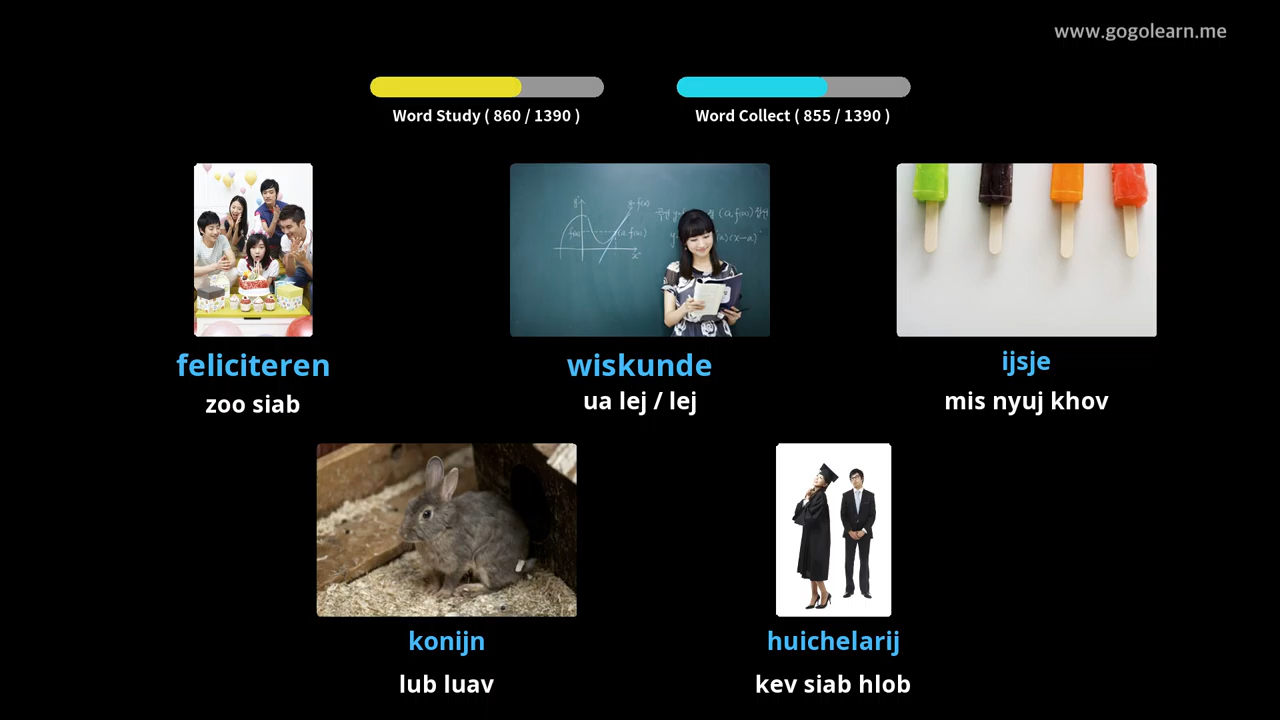 www.gogolearn.me
Word Study ( 860 / 1390 )
Word Collect ( 855 / 1390 )
feliciteren
zoo siab
wiskunde
ua lej / lej
ijsje
mis nyuj khov
konijn
lub luav
huichelarij
kev siab hlob